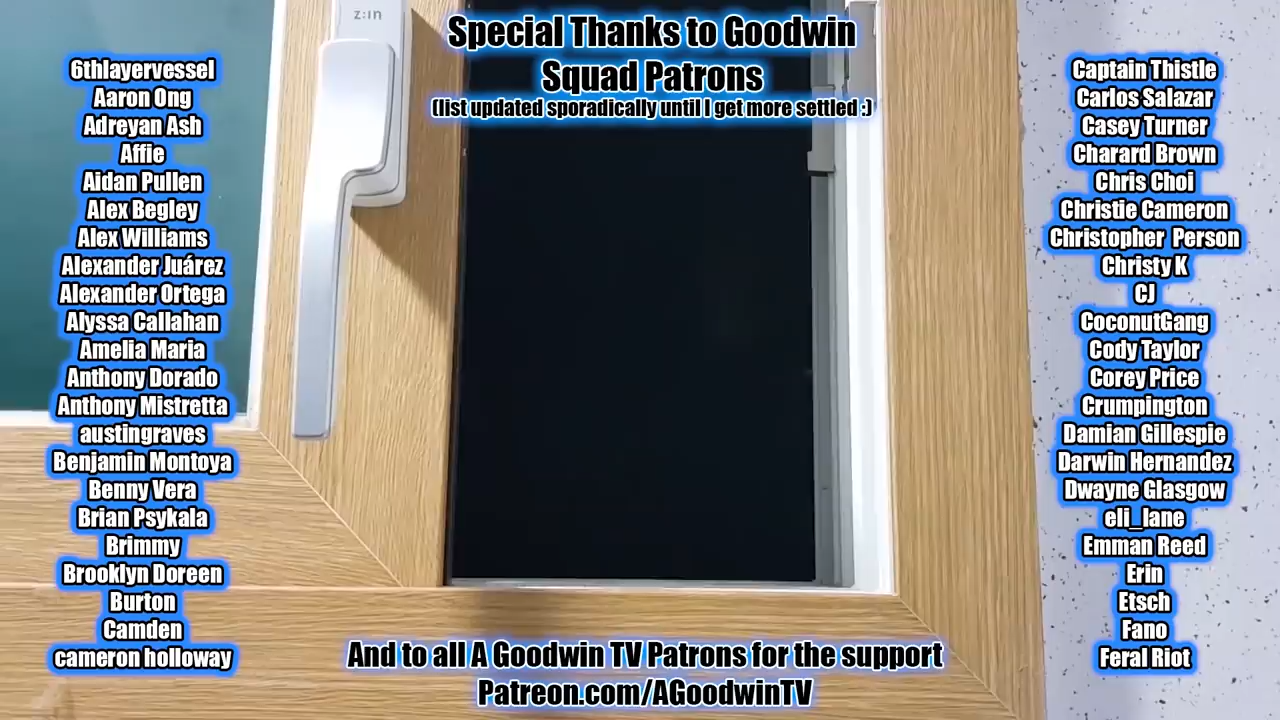 z:in
Special Thanks to Goodwin
Squad Patrons
(list updated sporadically until I get more settled :)
6thlayervessel
Aaron Ong
Adreyan Ash
Affie
Aidan Pullen
Alex Begley
Alex Williams
Alexander Juárez
Alexander Ortega
Alyssa Callahan
Amelia Maria
Anthony Dorado
Anthony Mistretta
austingraves
Benjamin Montoya
Benny Vera
Brian Psykala
Brimmy
Brooklyn Doreen
Burton
Camden
cameron holloway
Captain Thistle
Carlos Salazar
Casey Turner
Charard Brown
Chris Choi
Christie Cameron
Christopher Person
Christy K
CJ
CoconutGang
Cody Taylor
Corey Price
Crumpington
Damian Gillespie
Darwin Hernandez
Dwayne Glasgow
eli_lane
Emman Reed
Erin
Etsch
Fano
Feral Riot
And to all A Goodwin TV Patrons for the support
Patreon.com/AGoodwinTV